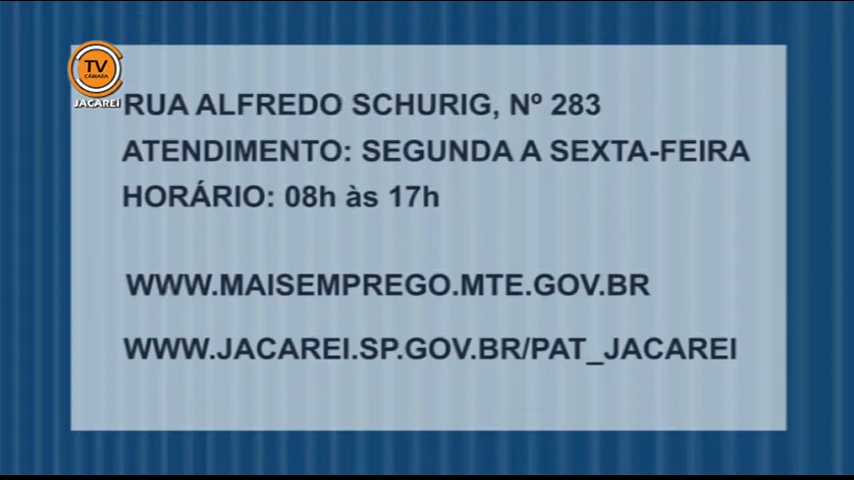 TV
CÂMARA
JACAREÍ
RUA ALFREDO SCHURIG, Nº 283
ATENDIMENTO: SEGUNDA A SEXTA-FEIRA
HORÁRIO: 08h às 17h
WWW.MAISEMPREGO.MTE.GOV.BR
WWW.JACAREI.SP.GOV.BR/PAT_JACAREI